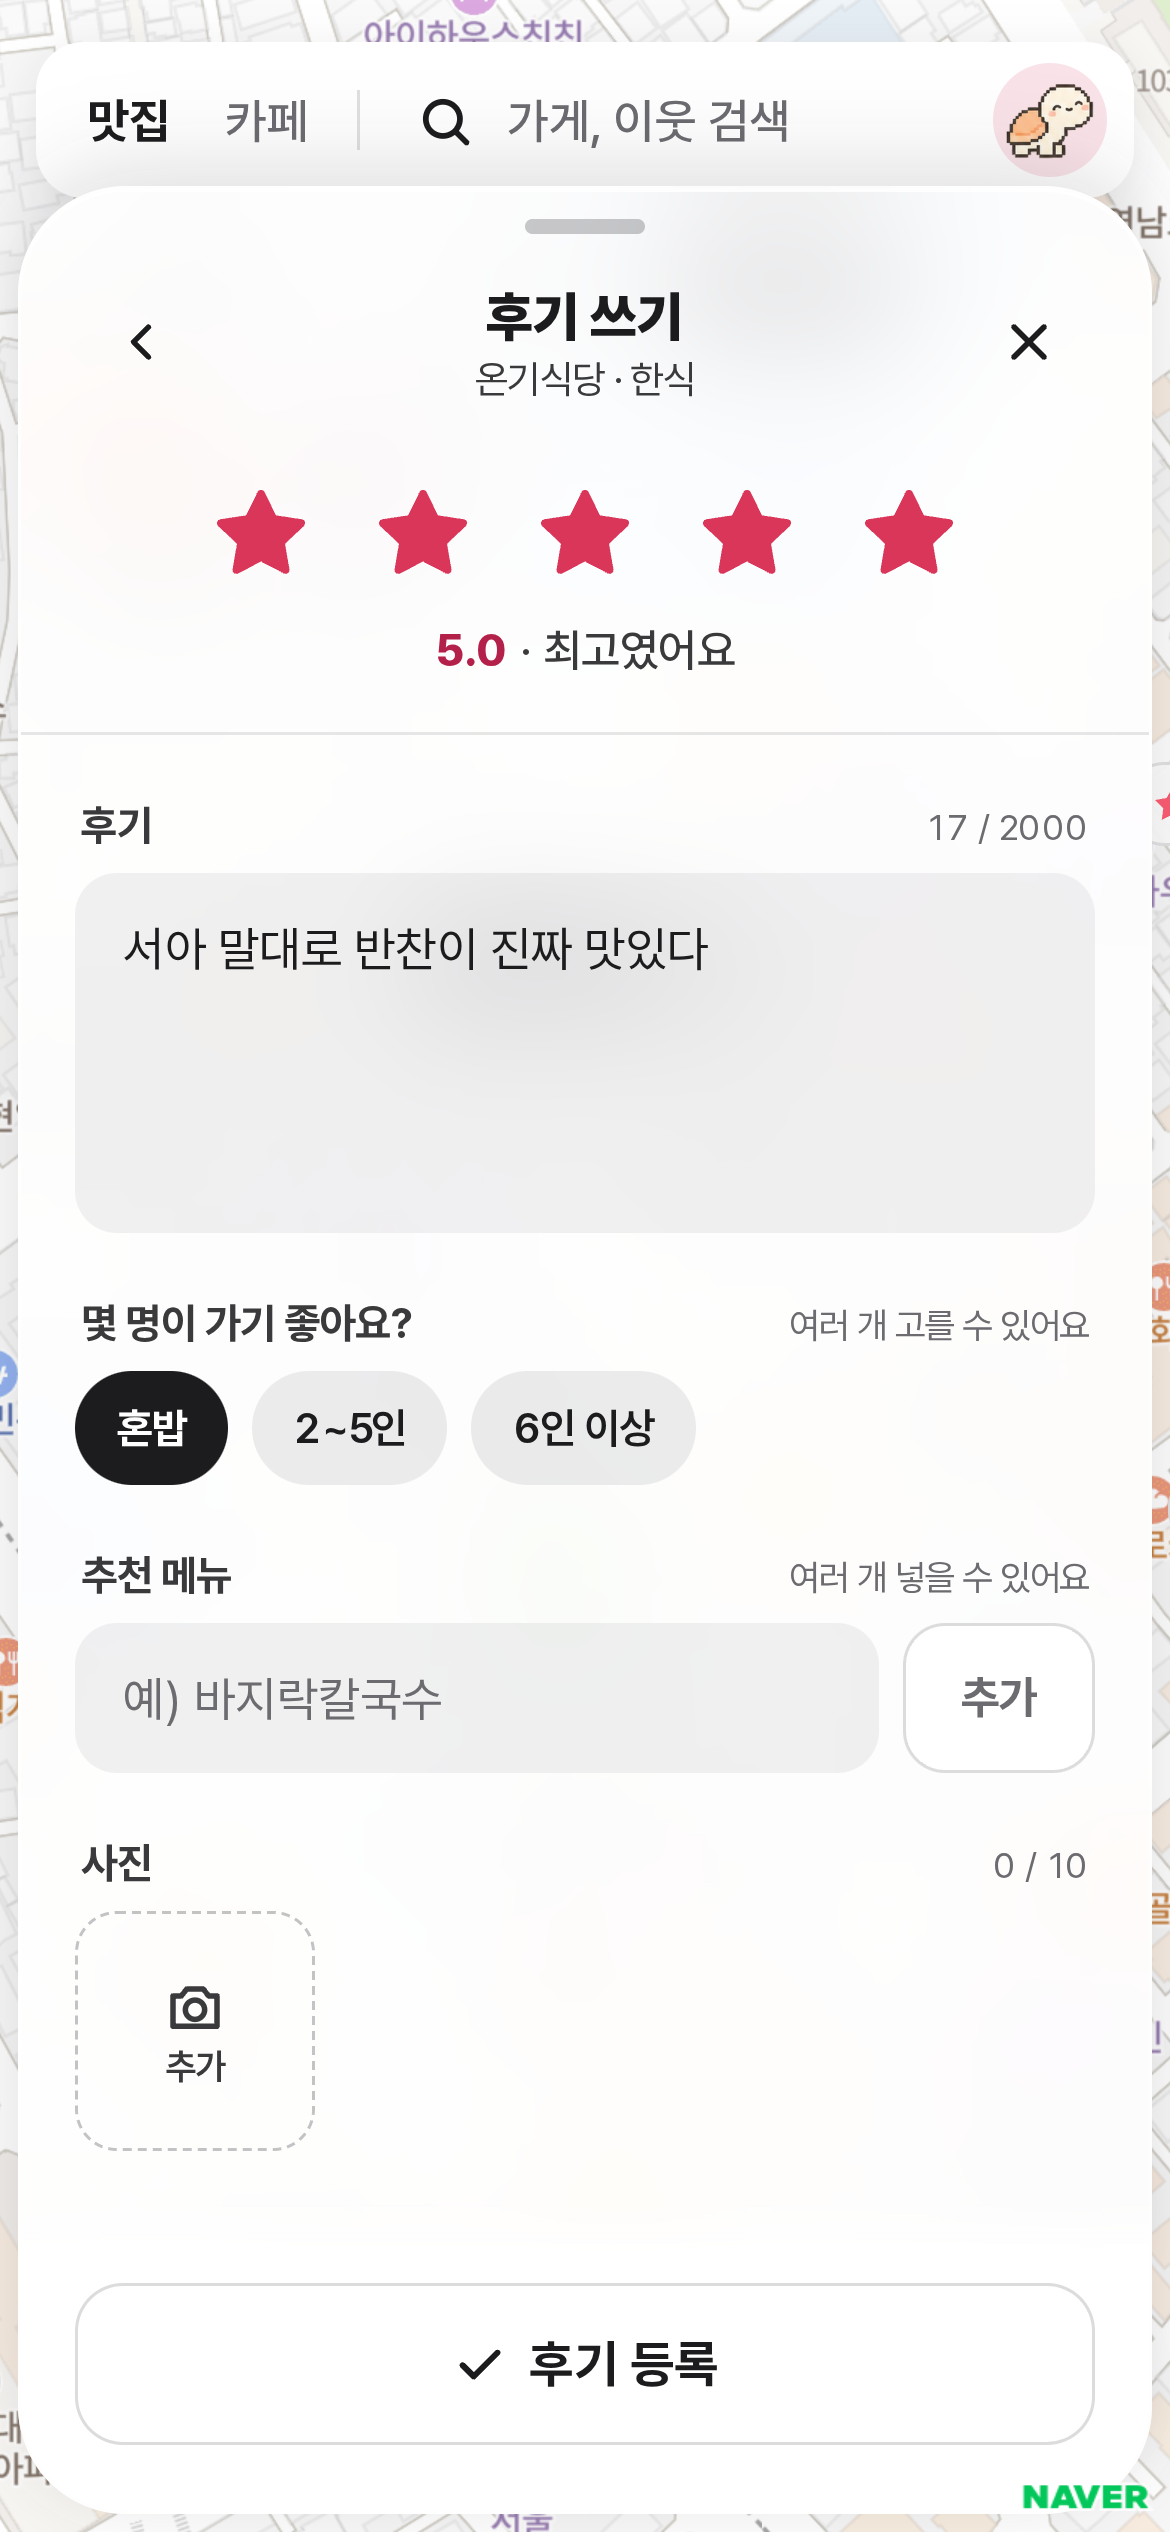 맛집 카페 가게, 이웃 검색
후기 쓰기
온기식당 · 한식
5.0 · 최고였어요
후기 17 / 2000
서아 말대로 반찬이 진짜 맛있다
몇 명이 가기 좋아요? 여러 개 고를 수 있어요
혼밥 2~5인 6인 이상
추천 메뉴 여러 개 넣을 수 있어요
예) 바지락칼국수 추가
사진 0 / 10
추가
후기 등록
NAVER